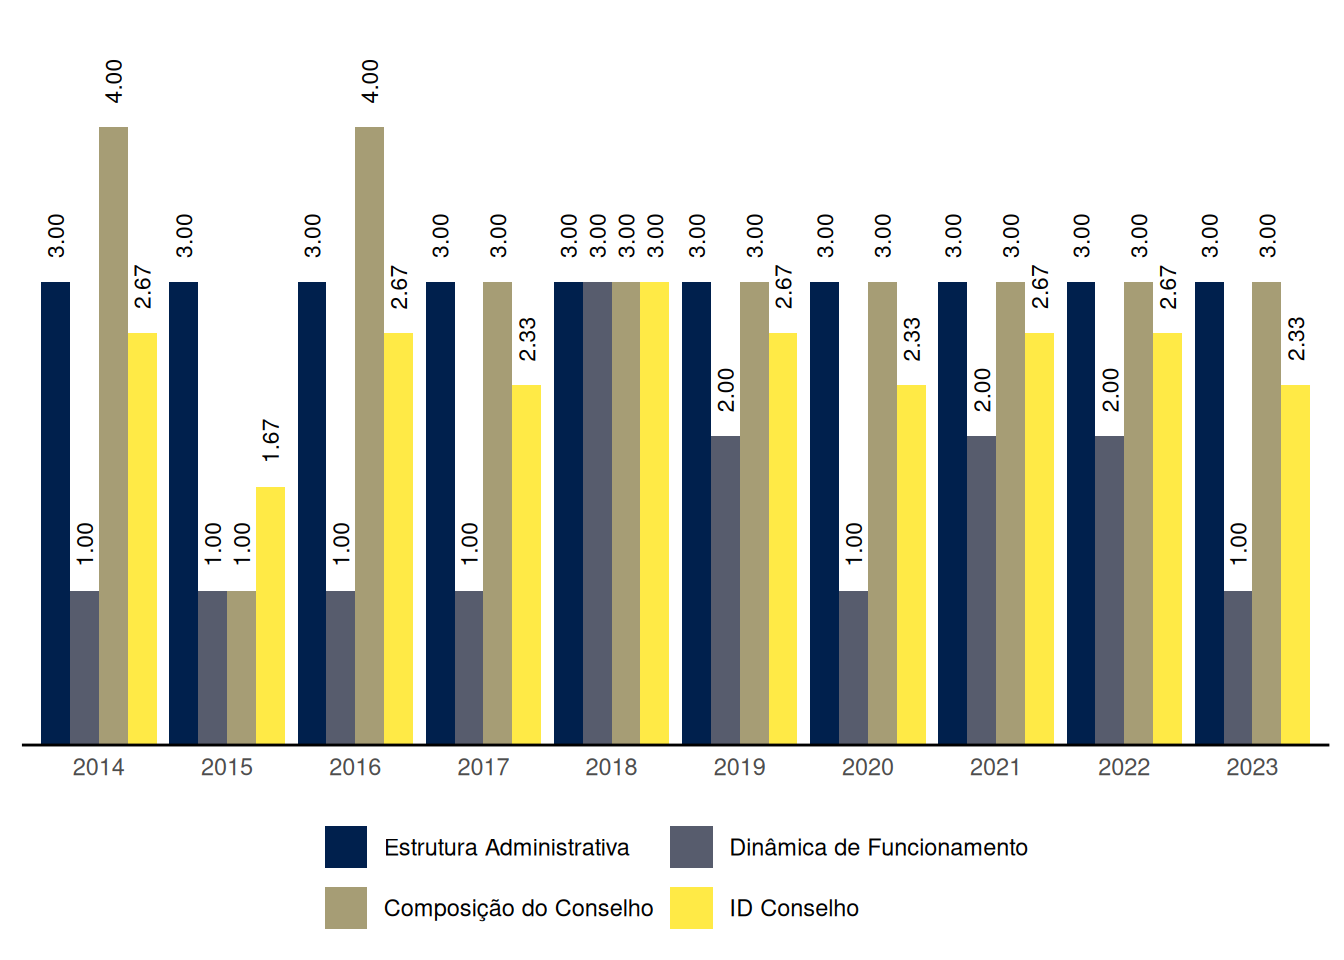 4.00 4.00
3.00 3.00 3.00 3.00 3.00 3.00 3.00 3.00 3.00 3.00 3.00 3.00 3.00 3.00 3.00 3.00 3.00 3.00 3.00
2.67 2.67 2.67 2.67 2.67
2.33 2.33 2.33
2.00 2.00 2.00
1.67
1.00 1.00 1.00 1.00 1.00 1.00 1.00
2014 2015 2016 2017 2018 2019 2020 2021 2022 2023
Estrutura Administrativa Dinâmica de Funcionamento
Composição do Conselho ID Conselho